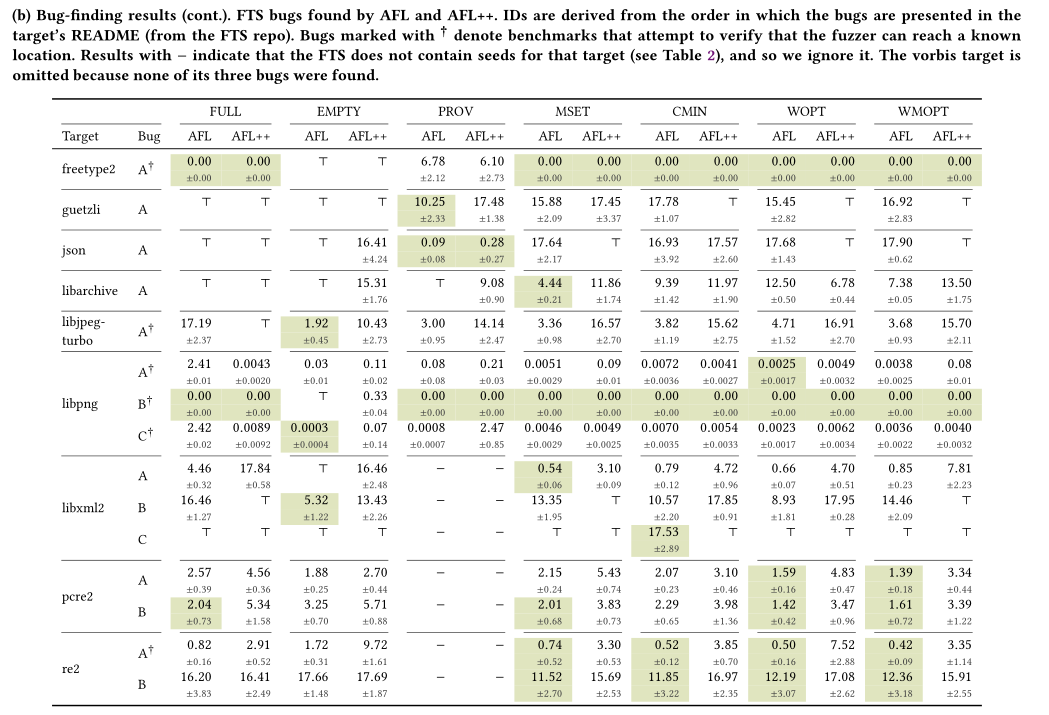 (b) Bug-finding results (cont.). FTS bugs found by AFL and AFL++. IDs are derived from the order in which the bugs are presented in the
target's README (from the FTS repo). Bugs marked with † denote benchmarks that attempt to verify that the fuzzer can reach a known
location. Results with – indicate that the FTS does not contain seeds for that target (see Table 2), and so we ignore it. The vorbis target is
omitted because none of its three bugs were found.
FULL EMPTY PROV MSET CMIN WOPT WMOPT
Target Bug AFL AFL++ AFL AFL++ AFL AFL++ AFL AFL++ AFL AFL++ AFL AFL++ AFL AFL++
freetype2 A† 0.00 0.00 ⊤ ⊤ 6.78 6.10 0.00 0.00 0.00 0.00 0.00 0.00 0.00 0.00
±0.00 ±0.00 ±2.12 ±2.73 ±0.00 ±0.00 ±0.00 ±0.00 ±0.00 ±0.00 ±0.00 ±0.00
guetzli A ⊤ ⊤ ⊤ ⊤ 10.25 17.48 15.88 17.45 17.78 ⊤ 15.45 ⊤ 16.92 ⊤
±2.33 ±1.38 ±2.09 ±3.37 ±1.07 ±2.82 ±2.83
json A ⊤ ⊤ ⊤ 16.41 0.09 0.28 17.64 ⊤ 16.93 17.57 17.68 ⊤ 17.90 ⊤
±4.24 ±0.08 ±0.27 ±2.17 ±3.92 ±2.60 ±1.43 ±0.62
libarchive A ⊤ ⊤ ⊤ 15.31 ⊤ 9.08 4.44 11.86 9.39 11.97 12.50 6.78 7.38 13.50
±1.76 ±0.90 ±0.21 ±1.74 ±1.42 ±1.90 ±0.50 ±0.44 ±0.05 ±1.75
libjpeg-turbo A† 17.19 ⊤ 1.92 10.43 3.00 14.14 3.36 16.57 3.82 15.62 4.71 16.91 3.68 15.70
±2.37 ±0.45 ±2.73 ±0.95 ±2.47 ±0.98 ±2.70 ±1.19 ±2.75 ±1.52 ±2.70 ±0.93 ±2.11
libpng A† 2.41 0.0043 0.03 0.11 0.08 0.21 0.0051 0.09 0.0072 0.0041 0.0025 0.0049 0.0038 0.08
±0.01 ±0.0020 ±0.01 ±0.02 ±0.08 ±0.03 ±0.0029 ±0.01 ±0.0036 ±0.0027 ±0.0017 ±0.0032 ±0.0025 ±0.01
B† 0.00 0.00 ⊤ 0.33 0.00 0.00 0.00 0.00 0.00 0.00 0.00 0.00 0.00 0.00
±0.00 ±0.00 ±0.04 ±0.00 ±0.00 ±0.00 ±0.00 ±0.00 ±0.00 ±0.00 ±0.00 ±0.00 ±0.00
C† 2.42 0.0089 0.0003 0.07 0.0008 2.47 0.0046 0.0049 0.0070 0.0054 0.0023 0.0062 0.0036 0.0040
±0.02 ±0.0092 ±0.0004 ±0.14 ±0.0007 ±0.85 ±0.0029 ±0.0025 ±0.0035 ±0.0033 ±0.0017 ±0.0034 ±0.0022 ±0.0032
libxml2 A 4.46 17.84 ⊤ 16.46 – – 0.54 3.10 0.79 4.72 0.66 4.70 0.85 7.81
±0.32 ±0.58 ±2.48 ±0.06 ±0.09 ±0.12 ±0.96 ±0.07 ±0.51 ±0.23 ±2.23
B 16.46 ⊤ 5.32 13.43 – – 13.35 ⊤ 10.57 17.85 8.93 17.95 14.46 ⊤
±1.27 ±1.22 ±2.26 ±1.95 ±2.20 ±0.91 ±1.81 ±0.28 ±2.09
C ⊤ ⊤ ⊤ ⊤ – – ⊤ ⊤ 17.53 ⊤ ⊤ ⊤ ⊤ ⊤
±2.89
pcre2 A 2.57 4.56 1.88 2.70 – – 2.15 5.43 2.07 3.10 1.59 4.83 1.39 3.34
±0.39 ±0.36 ±0.25 ±0.44 ±0.24 ±0.74 ±0.23 ±0.46 ±0.16 ±0.47 ±0.18 ±0.44
B 2.04 5.34 3.25 5.71 – – 2.01 3.83 2.29 3.98 1.42 3.47 1.61 3.39
±0.73 ±1.58 ±0.70 ±0.88 ±0.68 ±0.73 ±0.65 ±1.36 ±0.42 ±0.96 ±0.72 ±1.22
re2 A† 0.82 2.91 1.72 9.72 – – 0.74 3.30 0.52 3.85 0.50 7.52 0.42 3.35
±0.16 ±0.52 ±0.31 ±1.61 ±0.52 ±0.53 ±0.12 ±0.70 ±0.16 ±2.88 ±0.09 ±1.14
B 16.20 16.41 17.66 17.69 – – 11.52 15.69 11.85 16.97 12.19 17.08 12.36 15.91
±3.83 ±2.49 ±1.48 ±1.87 ±2.70 ±2.53 ±3.22 ±2.35 ±3.07 ±2.62 ±3.18 ±2.55